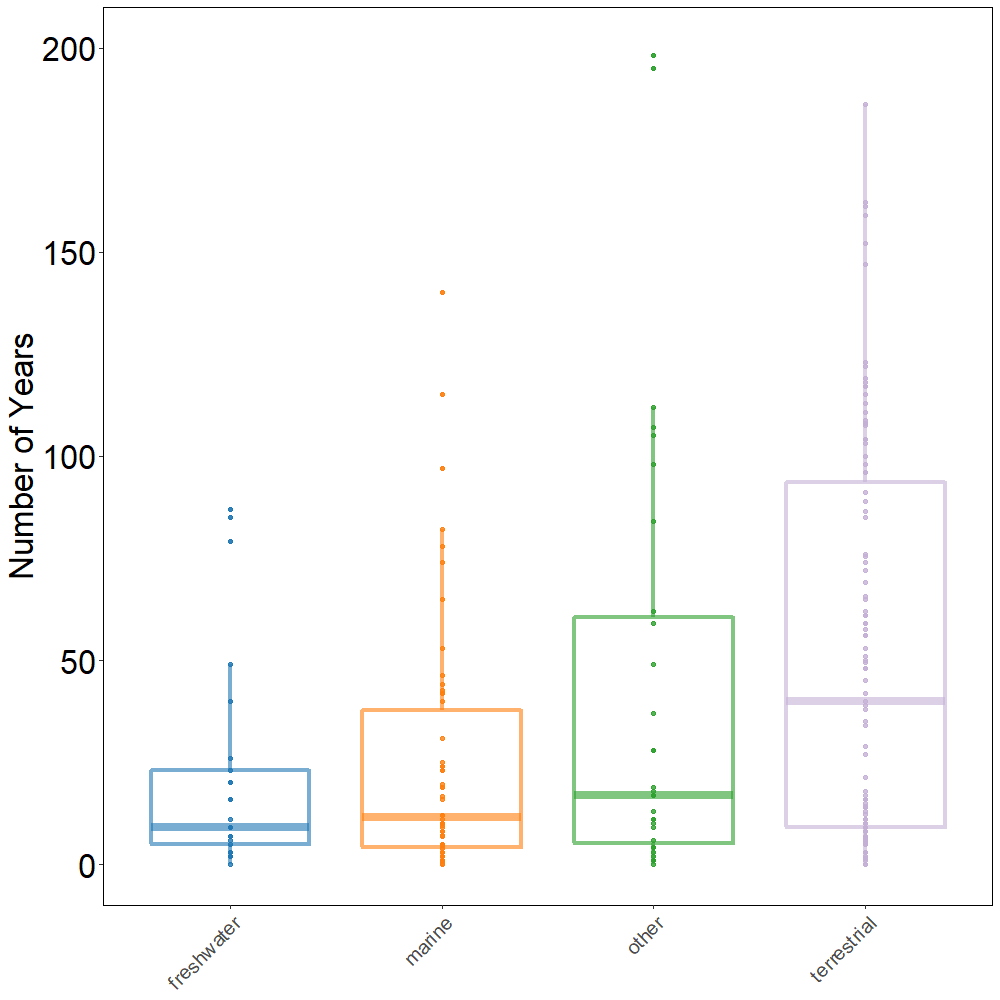 Number of Years
200
150
100
50
0
freshwater
marine
other
terrestrial